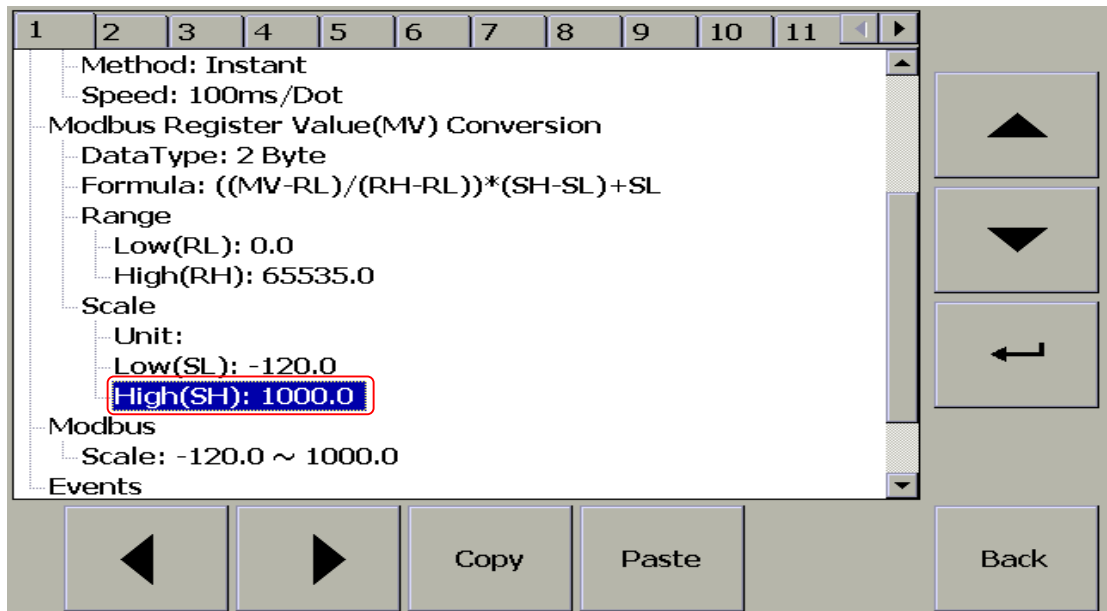 1 2 3 4 5 6 7 8 9 10 11
Method: Instant
Speed: 100ms/Dot
Modbus Register Value(MV) Conversion
DataType: 2 Byte
Formula: ((MV-RL)/(RH-RL))*(SH-SL)+SL
Range
Low(RL): 0.0
High(RH): 65535.0
Scale
Unit:
Low(SL): -120.0
High(SH): 1000.0
Modbus
Scale: -120.0 ~ 1000.0
Events
Copy Paste Back